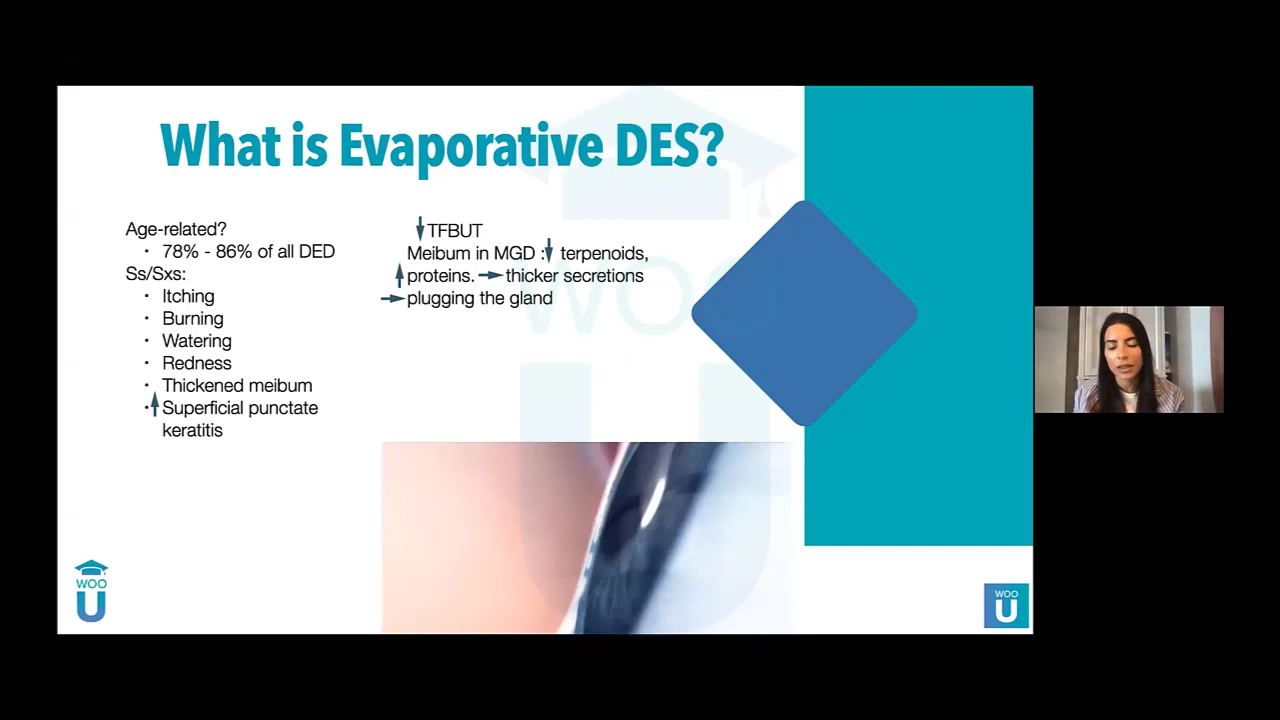 What is Evaporative DES?
Age-related?
· 78% - 86% of all DED
Ss/Sxs:
· Itching
· Burning
· Watering
· Redness
· Thickened meibum
· ↑ Superficial punctate
keratitis
↓ TFBUT
Meibum in MGD : ↓ terpenoids,
↑ proteins. → thicker secretions
→ plugging the gland
WOO
U
WOO
U
WOO
U